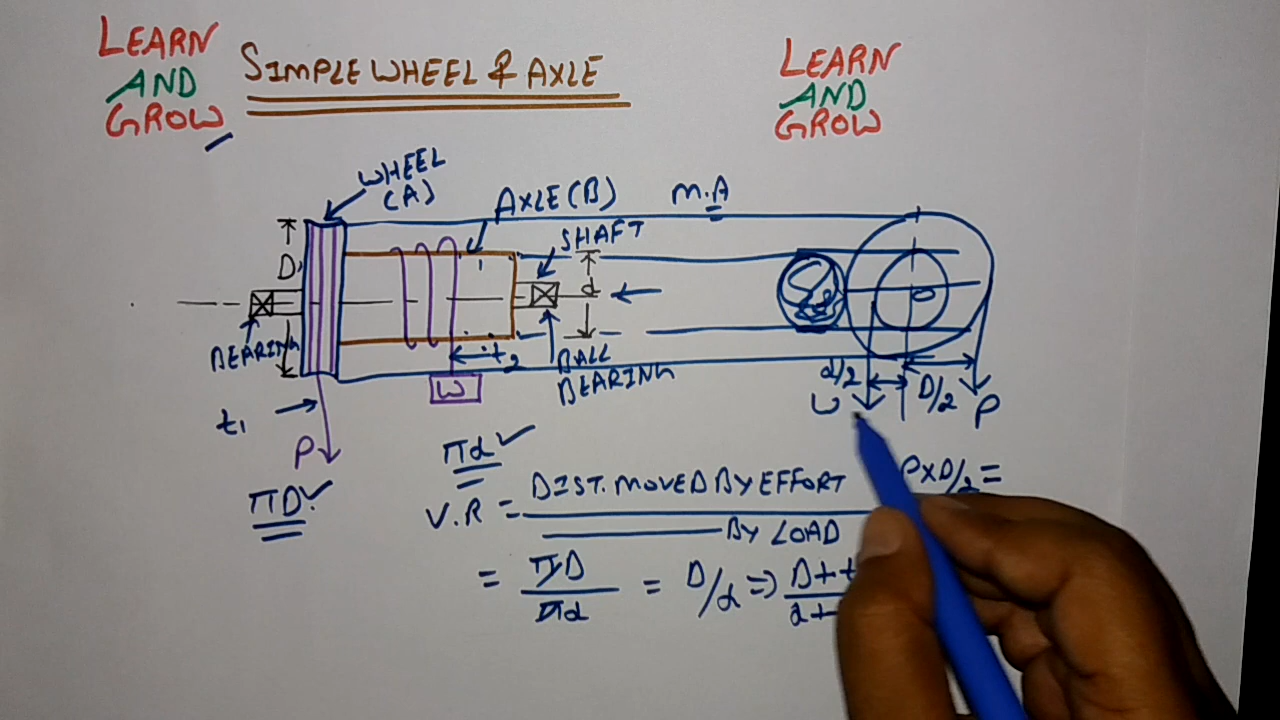 LEARN
AND
GROW
SIMPLE WHEEL & AXLE
LEARN
AND
GROW
WHEEL
(A)
AXLE (B)
M.A
SHAFT
D
d
BEARING
t2
BALL
BEARING
W
t1
P
d/2
D/2
W
P
πD
πd
V.R = DIST. MOVED BY EFFORT
BY LOAD
P X D/2 =
= πD
πd
= D/d => D + t
d +